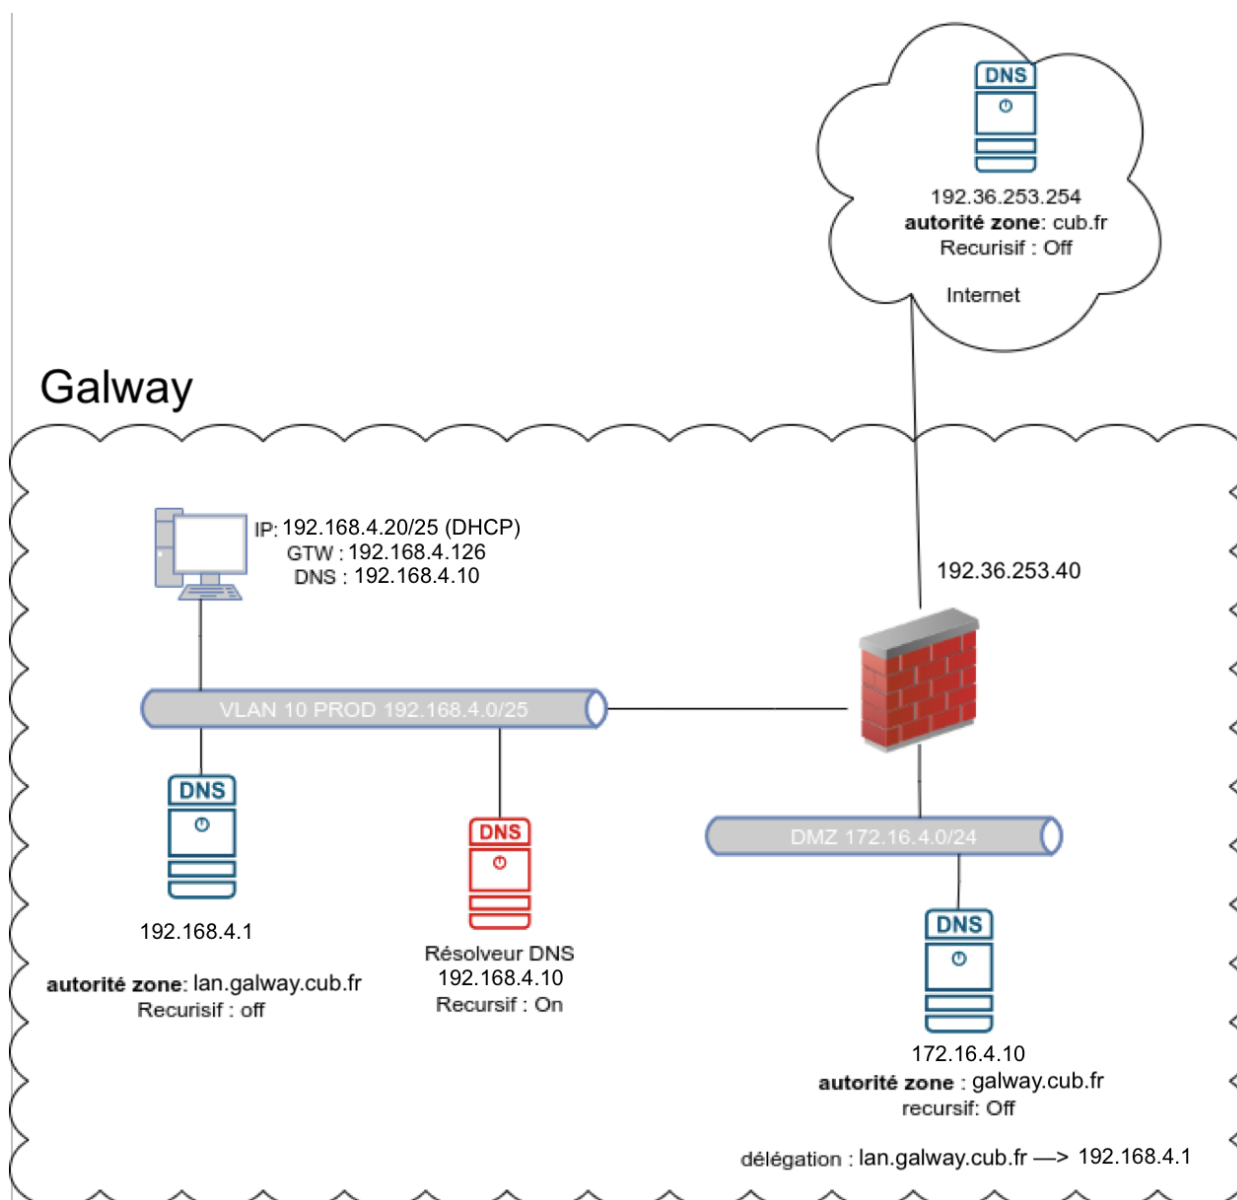 DNS
192.36.253.254
autorité zone: cub.fr
Recurisif : Off
Internet
Galway
IP: 192.168.4.20/25 (DHCP)
GTW : 192.168.4.126
DNS : 192.168.4.10
192.36.253.40
VLAN 10 PROD 192.168.4.0/25
DNS
192.168.4.1
autorité zone: lan.galway.cub.fr
Recurisif : off
DNS
Résolveur DNS
192.168.4.10
Recursif : On
DMZ 172.16.4.0/24
DNS
172.16.4.10
autorité zone : galway.cub.fr
recursif: Off
délégation : lan.galway.cub.fr —> 192.168.4.1